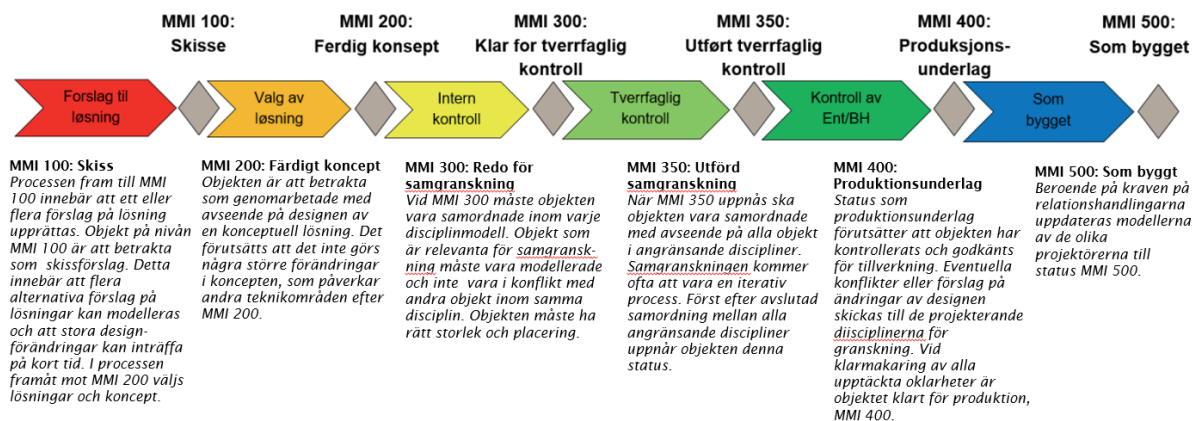 MMI 100:
Skisse
MMI 200:
Ferdig konsept
MMI 300:
Klar for tverrfaglig
kontroll
MMI 350:
Utført tverrfaglig
kontroll
MMI 400:
Produksjons-
underlag
MMI 500:
Som bygget
Forslag til
løsning
Valg av
løsning
Intern
kontroll
Tverrfaglig
kontroll
Kontroll av
Ent/BH
Som
bygget
MMI 100: Skiss
Processen fram till MMI
100 innebär att ett eller
flera förslag på lösning
upprättas. Objekt på nivån
MMI 100 är att betrakta
som skissförslag. Detta
innebär att flera
alternativa förslag på
lösningar kan modelleras
och att stora design-
förändringar kan inträffa
på kort tid. I processen
framåt mot MMI 200 väljs
lösningar och koncept.
MMI 200: Färdigt koncept
Objekten är att betrakta
som genomarbetade med
avseende på designen av
en konceptuell lösning. Det
förutsätts att det inte görs
några större förändringar
i koncepten, som påverkar
andra teknikområden efter
MMI 200.
MMI 300: Redo för
samgranskning
Vid MMI 300 måste objekten
vara samordnade inom varje
disciplinmodell. Objekt som
är relevanta för samgransk-
ning måste vara modellerade
och inte vara i konflikt med
andra objekt inom samma
disciplin. Objekten måste ha
rätt storlek och placering.
MMI 350: Utförd
samgranskning
När MMI 350 uppnås ska
objekten vara samordnade
med avseende på alla objekt
i angränsande discipliner.
Samgranskningen kommer
ofta att vara en iterativ
process. Först efter avslutad
samordning mellan alla
angränsande discipliner
uppnår objekten denna
status.
MMI 400:
Produktionsunderlag
Status som
produktionsunderlag
förutsätter att objekten har
kontrollerats och godkänts
för tillverkning. Eventuella
konflikter eller förslag på
ändringar av designen
skickas till de projekterande
diisciplinerna för
granskning. Vid
klarmakaring av alla
upptäckta oklarheter är
objektet klart för produktion,
MMI 400.
MMI 500: Som byggt
Beroende på kraven på
relationshandlingarna
uppdateras modellerna
av de olika
projektörerna till
status MMI 500.